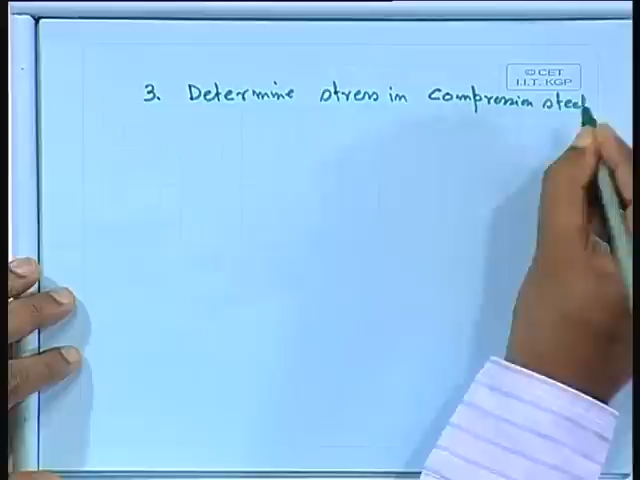 © CET
I.I.T. KGP
3. Determine stress in compression steel